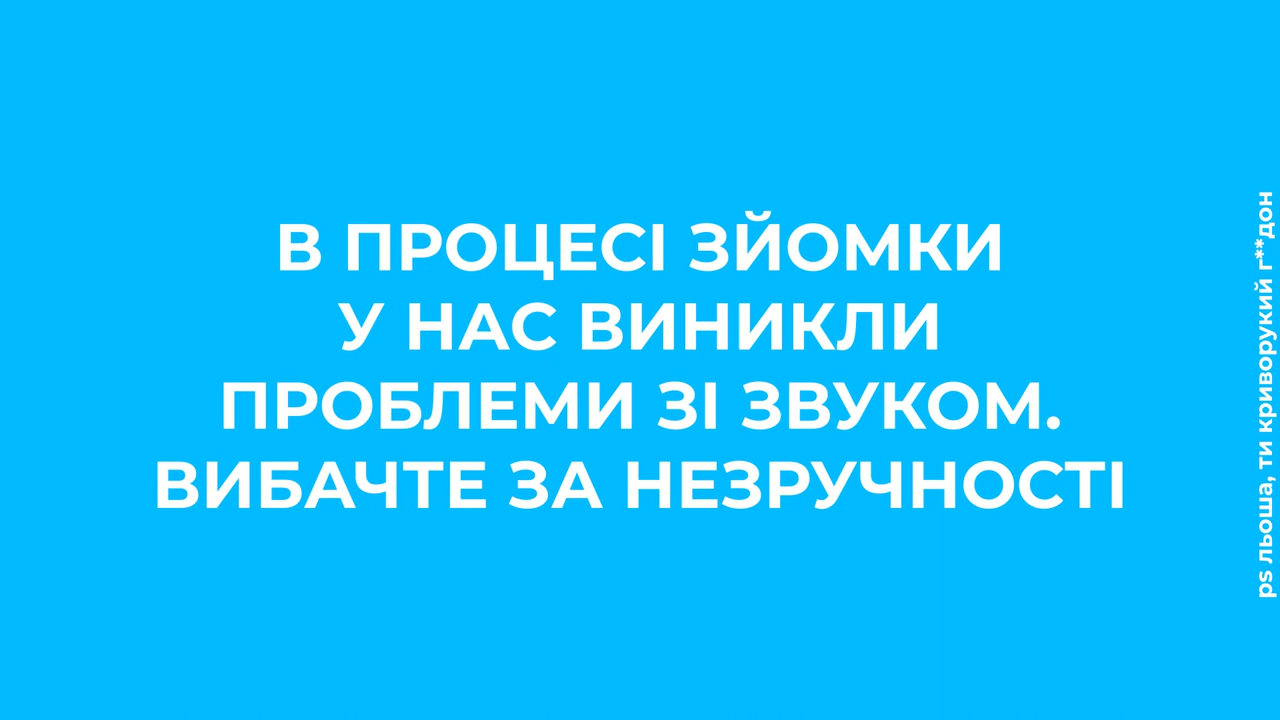 В ПРОЦЕСІ ЗЙОМКИ
У НАС ВИНИКЛИ
ПРОБЛЕМИ ЗІ ЗВУКОМ.
ВИБАЧТЕ ЗА НЕЗРУЧНОСТІ
ps льоша, ти криворукий г**дон